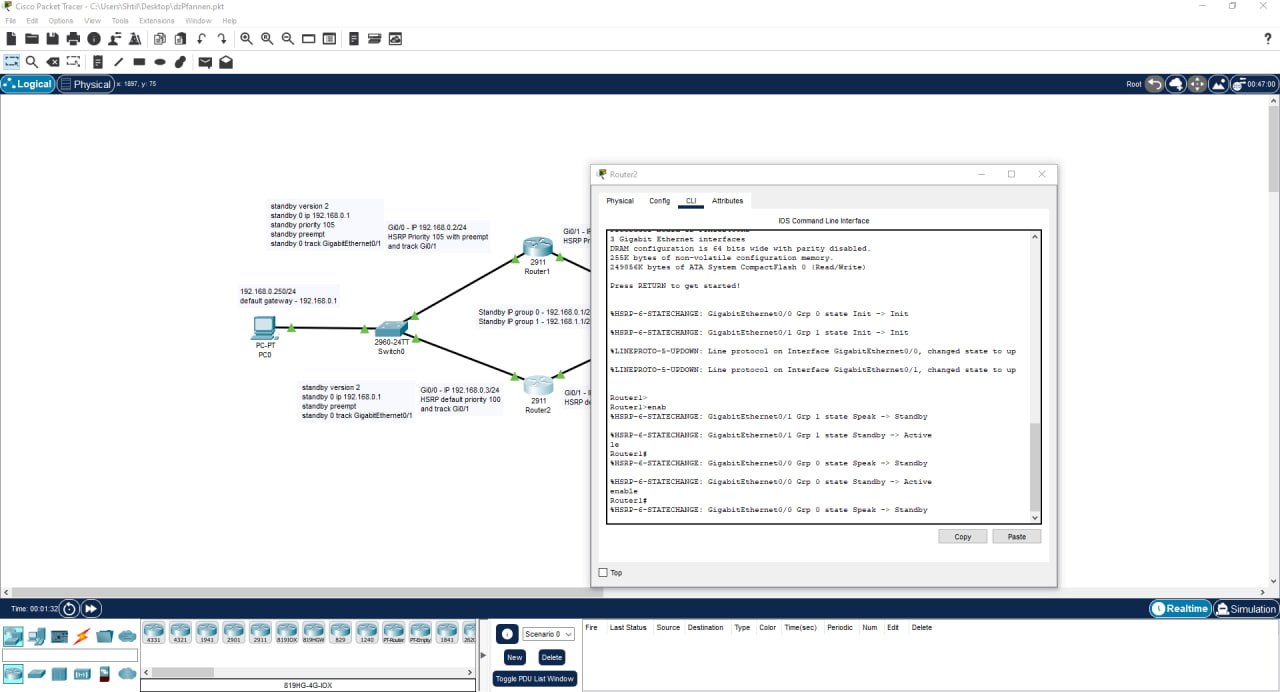 Cisco Packet Tracer - C:\Users\Shtil\Desktop\dzPfannen.pkt
File Edit Options View Tools Extensions Window Help
Logical Physical x: 1897, y: 75
Root 00:47:00
standby version 2
standby 0 ip 192.168.0.1
standby priority 105
standby preempt
standby 0 track GigabitEthernet0/1
Gi0/0 - IP 192.168.0.2/24
HSRP Priority 105 with preempt
and track Gi0/1
Gi0/1 - IP
HSRP Pr
2911
Router1
192.168.0.250/24
default gateway - 192.168.0.1
PC-PT
PC0
2960-24TT
Switch0
Standby IP group 0 - 192.168.0.1/2
Standby IP group 1 - 192.168.1.1/2
standby version 2
standby 0 ip 192.168.0.1
standby preempt
standby 0 track GigabitEthernet0/1
Gi0/0 - IP 192.168.0.3/24
HSRP default priority 100
and track Gi0/1
2911
Router2
Gi0/1 - I
HSRP de
Router2
Physical Config CLI Attributes
IOS Command Line Interface
3 Gigabit Ethernet interfaces
DRAM configuration is 64 bits wide with parity disabled.
255K bytes of non-volatile configuration memory.
249856K bytes of ATA System CompactFlash 0 (Read/Write)
Press RETURN to get started!
%HSRP-6-STATECHANGE: GigabitEthernet0/0 Grp 0 state Init -> Init
%HSRP-6-STATECHANGE: GigabitEthernet0/1 Grp 1 state Init -> Init
%LINEPROTO-5-UPDOWN: Line protocol on Interface GigabitEthernet0/0, changed state to up
%LINEPROTO-5-UPDOWN: Line protocol on Interface GigabitEthernet0/1, changed state to up
Router1>
Router1>enab
%HSRP-6-STATECHANGE: GigabitEthernet0/1 Grp 1 state Speak -> Standby
%HSRP-6-STATECHANGE: GigabitEthernet0/1 Grp 1 state Standby -> Active
le
Router1#
%HSRP-6-STATECHANGE: GigabitEthernet0/0 Grp 0 state Speak -> Standby
%HSRP-6-STATECHANGE: GigabitEthernet0/0 Grp 0 state Standby -> Active
enable
Router1#
%HSRP-6-STATECHANGE: GigabitEthernet0/0 Grp 0 state Speak -> Standby
Copy Paste
Top
Time: 00:01:32
Realtime Simulation
4331 4321 1941 2901 2911 819IOX 819HGW 829 1240 PT-Router PT-Empty 1841 2620
819HG-4G-IOX
Scenario 0
New Delete
Toggle PDU List Window
Fire Last Status Source Destination Type Color Time(sec) Periodic Num Edit Delete